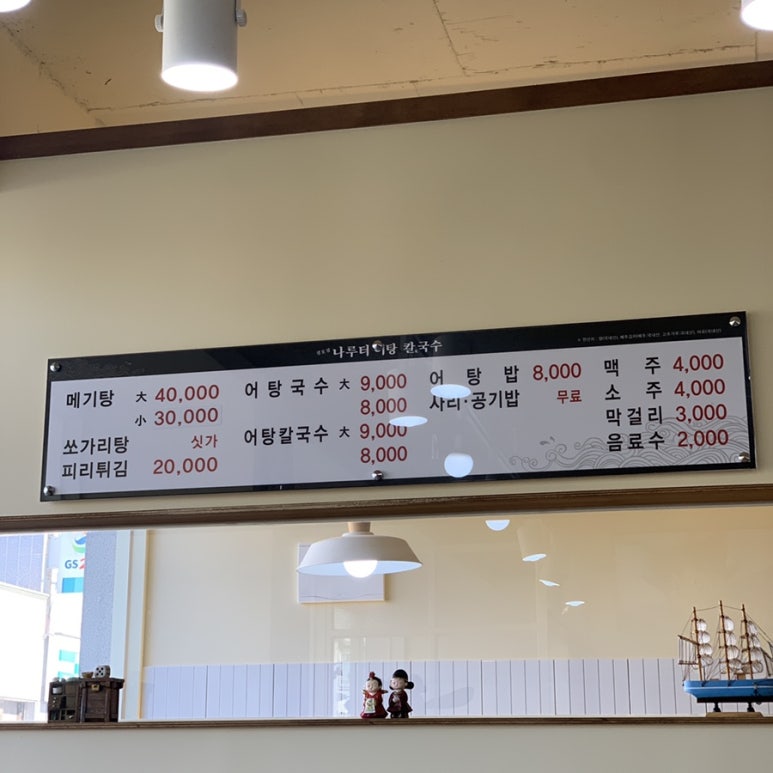 나루터 어탕 칼국수
메기탕 大 40,000
小 30,000
쏘가리탕 싯가
피리튀김 20,000
어탕국수 大 9,000
8,000
어탕칼국수 大 9,000
8,000
어탕밥 8,000
사리·공기밥 무료
맥주 4,000
소주 4,000
막걸리 3,000
음료수 2,000
GS